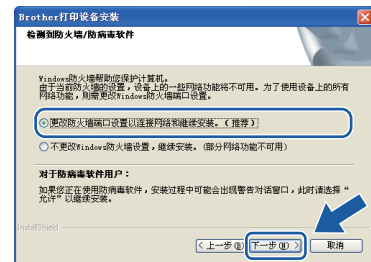 Brother打印设备安装
检测到防火墙/防病毒软件
Windows防火墙帮助您保护计算机。
由于当前防火墙的设置，设备上的一些网络功能将不可用。为了使用设备上的所有
网络功能，则需更改Windows防火墙端口设置。
更改防火墙端口设置以连接网络和继续安装。(推荐)
不更改Windows防火墙设置，继续安装。(部分网络功能不可用)
对于防病毒软件用户：
如果您正在使用防病毒软件，安装过程中可能会出现警告对话窗口，此时请选择“
允许”以继续安装。
InstallShield
< 上一步(B)
下一步(N) >
取消